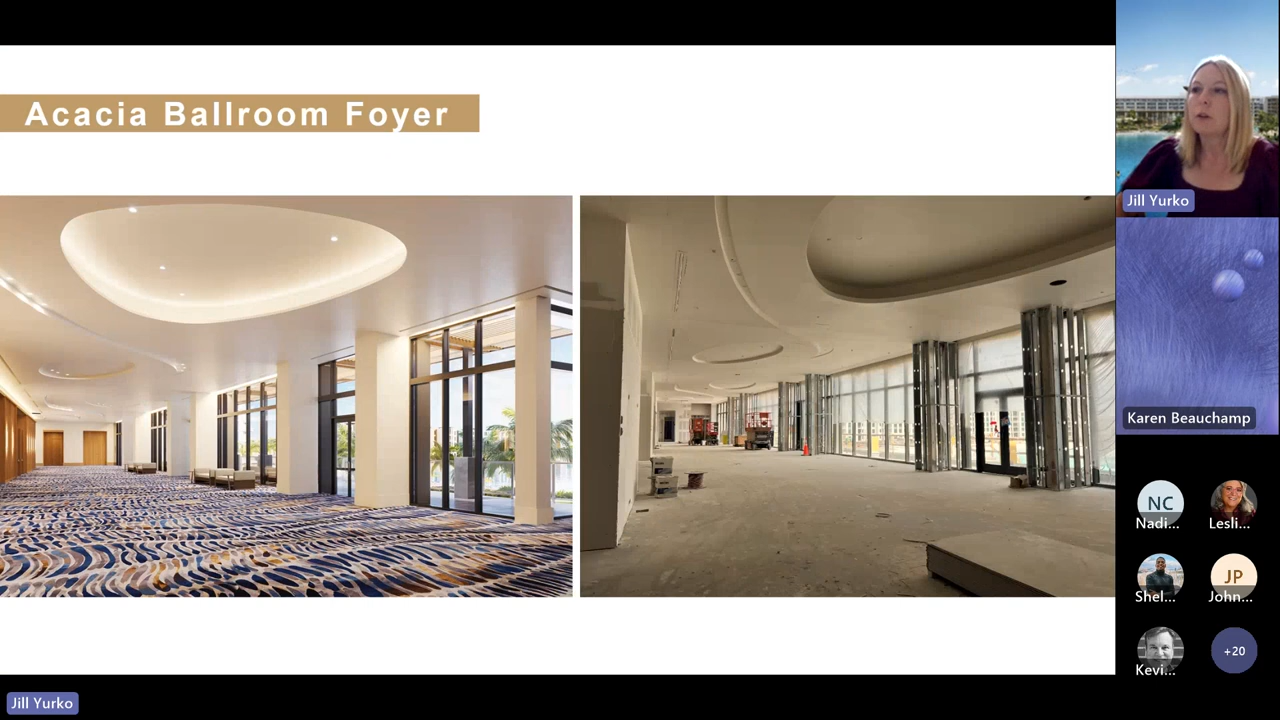 Acacia Ballroom Foyer
Jill Yurko
Karen Beauchamp
NC
Nadi...
Lesli...
Shel...
JP
John...
Kevi...
+20
Jill Yurko